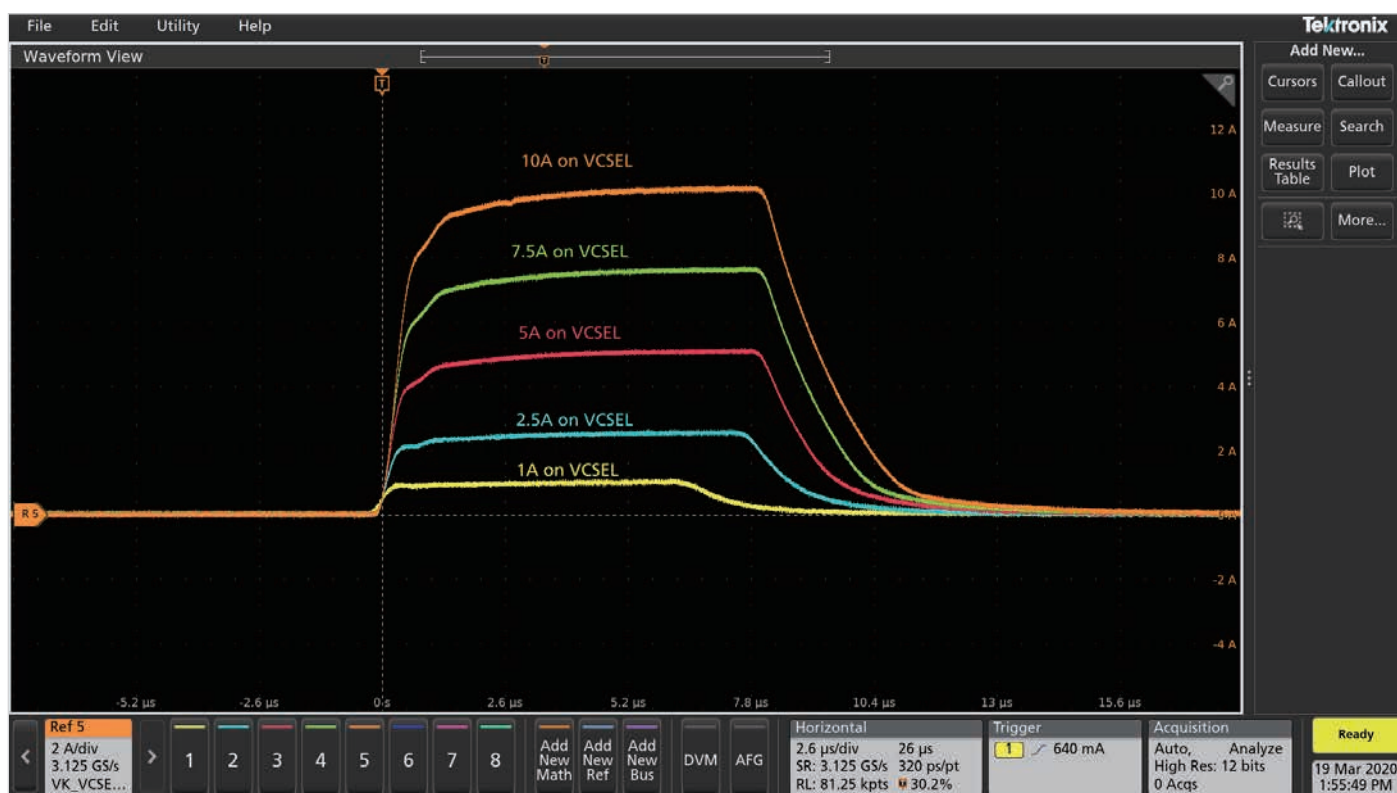 File Edit Utility Help
Tektronix
Waveform View
Add New...
Cursors Callout
Measure Search
Results Table Plot
More...
T
T
12 A
10 A
8 A
6 A
4 A
2 A
0 A
-2 A
-4 A
10A on VCSEL
7.5A on VCSEL
5A on VCSEL
2.5A on VCSEL
1A on VCSEL
R 5
-5.2 µs -2.6 µs 0 s 2.6 µs 5.2 µs 7.8 µs 10.4 µs 13 µs 15.6 µs
Ref 5
2 A/div
3.125 GS/s
VK_VCSE...
1 2 3 4 5 6 7 8
Add New Math
Add New Ref
Add New Bus
DVM AFG
Horizontal
2.6 µs/div 26 µs
SR: 3.125 GS/s 320 ps/pt
RL: 81.25 kpts 30.2%
Trigger
1 640 mA
Acquisition
Auto, Analyze
High Res: 12 bits
0 Acqs
Ready
19 Mar 2020
1:55:49 PM